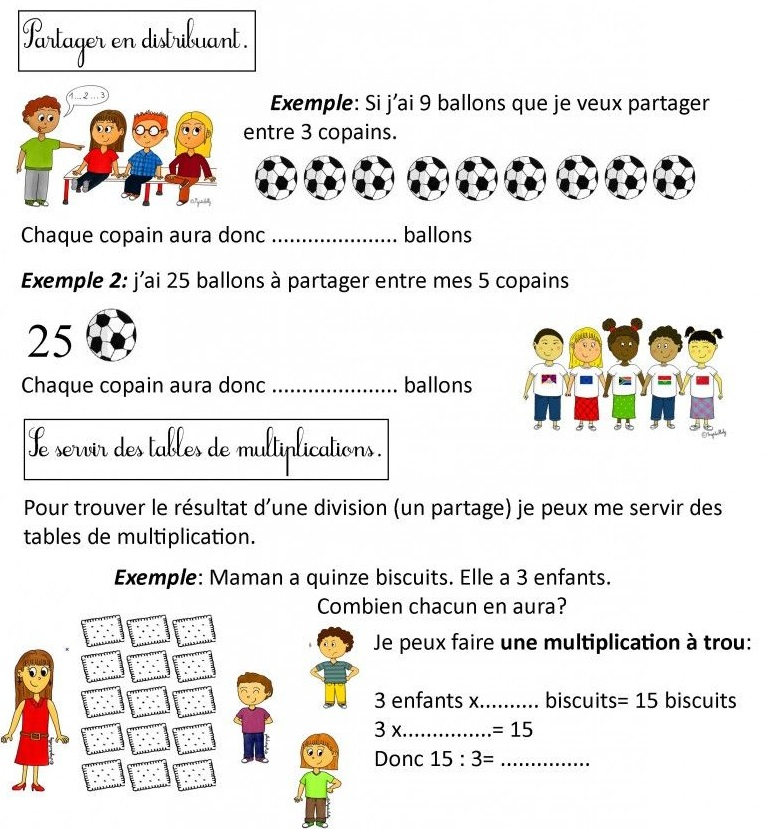 Partager en distribuant.
1...2...3
Exemple: Si j'ai 9 ballons que je veux partager
entre 3 copains.
Chaque copain aura donc ..................... ballons
Exemple 2: j'ai 25 ballons à partager entre mes 5 copains
25
Chaque copain aura donc ..................... ballons
Se servir des tables de multiplications.
Pour trouver le résultat d'une division (un partage) je peux me servir des
tables de multiplication.
Exemple: Maman a quinze biscuits. Elle a 3 enfants.
Combien chacun en aura?
Je peux faire une multiplication à trou:
3 enfants x.......... biscuits= 15 biscuits
3 x...............= 15
Donc 15 : 3= ...............